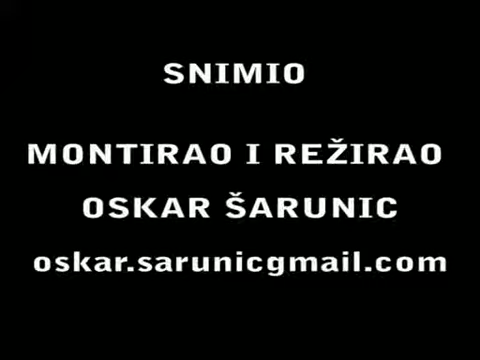 SNIMIO
MONTIRAO I REŽIRAO
OSKAR ŠARUNIC
oskar.sarunicgmail.com